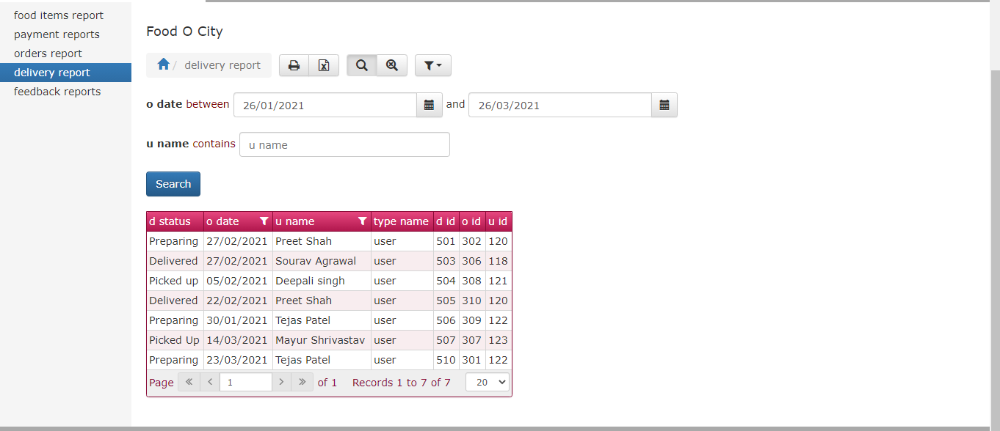 food items report
payment reports
orders report
delivery report
feedback reports
Food O City
/ delivery report
o date between 26/01/2021 and 26/03/2021
u name contains u name
Search
d status o date u name type name d id o id u id
Preparing 27/02/2021 Preet Shah user 501 302 120
Delivered 27/02/2021 Sourav Agrawal user 503 306 118
Picked up 05/02/2021 Deepali singh user 504 308 121
Delivered 22/02/2021 Preet Shah user 505 310 120
Preparing 30/01/2021 Tejas Patel user 506 309 122
Picked Up 14/03/2021 Mayur Shrivastav user 507 307 123
Preparing 23/03/2021 Tejas Patel user 510 301 122
Page 1 of 1 Records 1 to 7 of 7 20